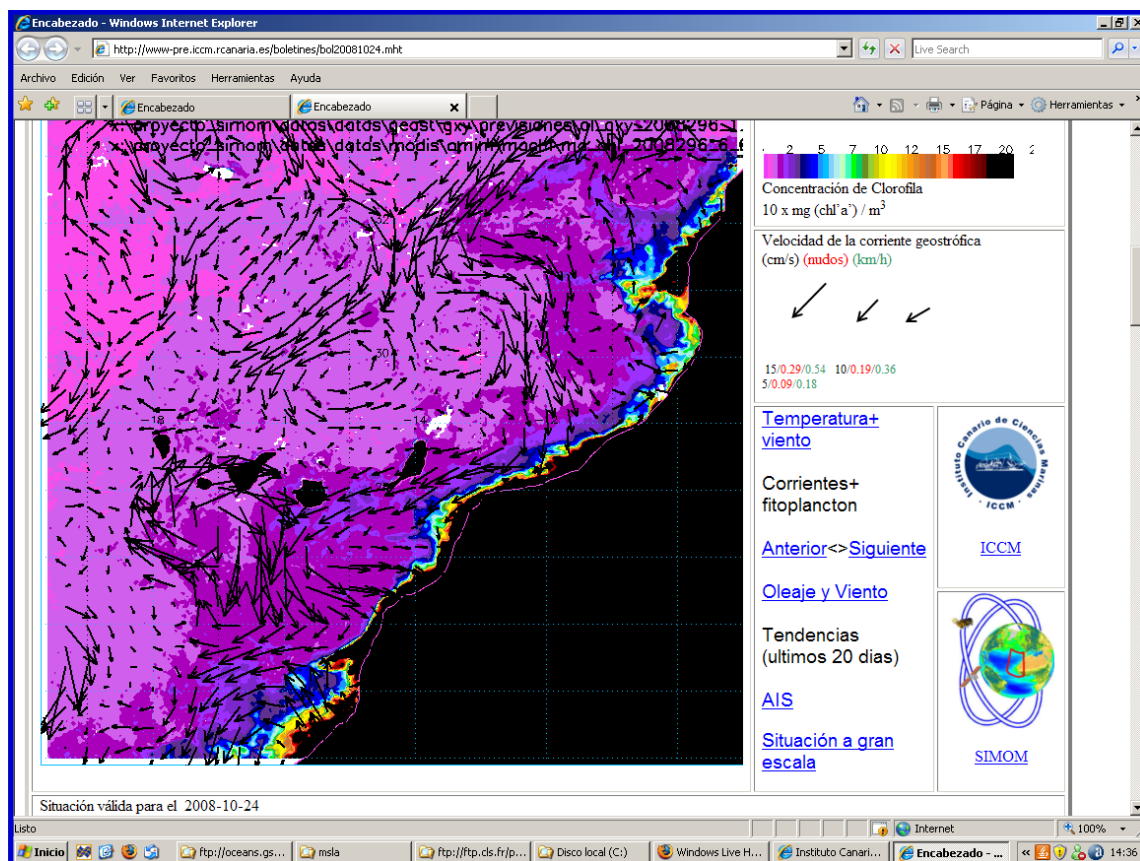 Encabezado - Windows Internet Explorer
http://www-pre.iccm.rcanaria.es/boletines/bol20081024.mht
Live Search
Archivo Edición Ver Favoritos Herramientas Ayuda
Encabezado
Encabezado
Página
Herramientas
2 5 7 10 12 15 17 20
Concentración de Clorofila
10 x mg (chl'a') / m3
Velocidad de la corriente geostrófica
(cm/s) (nudos) (km/h)
15/0.29/0.54 10/0.19/0.36
5/0.09/0.18
32
30
-18 -16 -14
Temperatura+
viento
Corrientes+
fitoplancton
Anterior<>Siguiente
Oleaje y Viento
Tendencias
(ultimos 20 dias)
AIS
Situación a gran
escala
Instituto Canario de Ciencias Marinas
· ICCM ·
ICCM
SIMOM
Situación válida para el 2008-10-24
Listo
Internet
100%
Inicio
ftp://oceans.gs...
msla
ftp://ftp.cls.fr/p...
Disco local (C:)
Windows Live H...
Instituto Canari...
Encabezado - ...
14:36